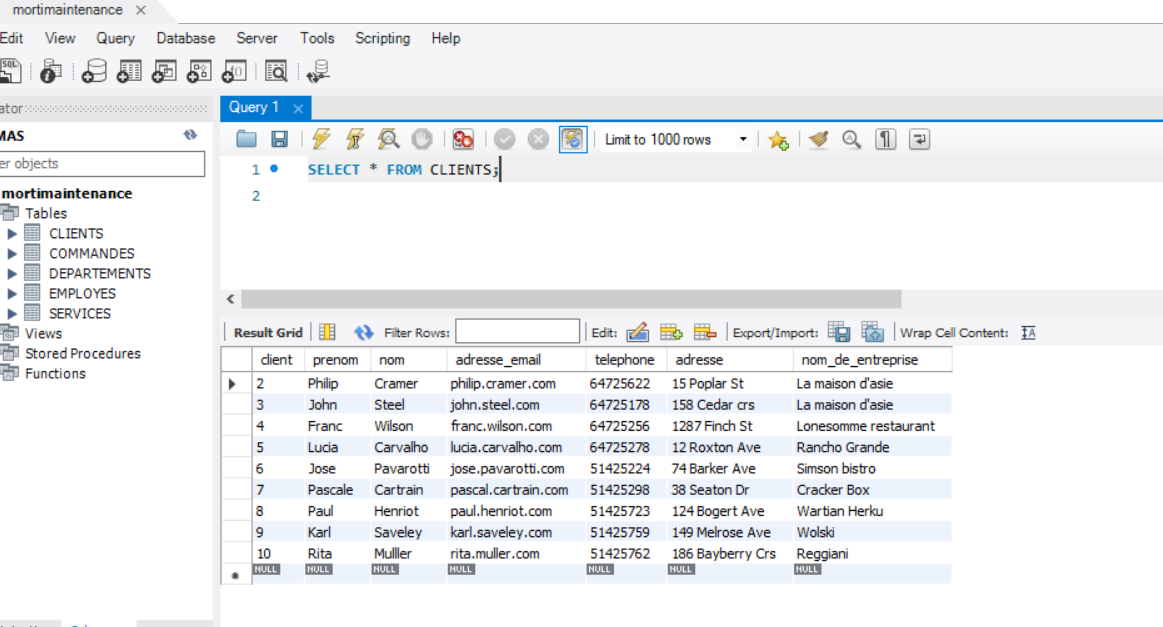 mortimaintenance ×
Edit View Query Database Server Tools Scripting Help
SQL
ator
MAS
er objects
mortimaintenance
Tables
CLIENTS
COMMANDES
DEPARTEMENTS
EMPLOYES
SERVICES
Views
Stored Procedures
Functions
Query 1 ×
Limit to 1000 rows
1 SELECT * FROM CLIENTS;
2
Result Grid Filter Rows: Edit: Export/Import: Wrap Cell Content: IA
client prenom nom adresse_email telephone adresse nom_de_entreprise
2 Philip Cramer philip.cramer.com 64725622 15 Poplar St La maison d'asie
3 John Steel john.steel.com 64725178 158 Cedar crs La maison d'asie
4 Franc Wilson franc.wilson.com 64725256 1287 Finch St Lonesomme restaurant
5 Lucia Carvalho lucia.carvalho.com 64725278 12 Roxton Ave Rancho Grande
6 Jose Pavarotti jose.pavarotti.com 51425224 74 Barker Ave Simson bistro
7 Pascale Cartrain pascal.cartrain.com 51425298 38 Seaton Dr Cracker Box
8 Paul Henriot paul.henriot.com 51425723 124 Bogert Ave Wartian Herku
9 Karl Saveley karl.saveley.com 51425759 149 Melrose Ave Wolski
10 Rita Mulller rita.muller.com 51425762 186 Bayberry Crs Reggiani
NULL NULL NULL NULL NULL NULL NULL